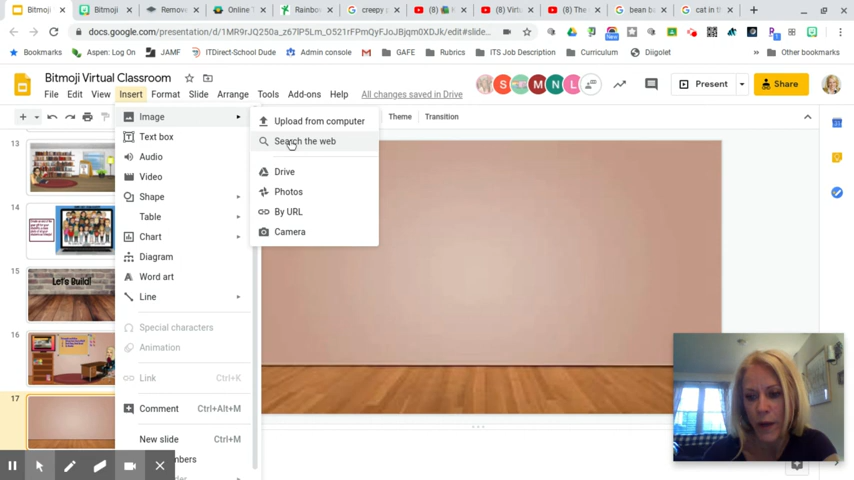 Bitmoji
Bitmoji
Remove
Online T
Rainbow
creepy p
(8)
(8) Virtu
(8) The
bean bo
cat in th
docs.google.com/presentation/d/1MR9rJQ250a_z67lP5Lm_O521rFPmQyFJoJBjqm0XdJk/edit#slide...
Bookmarks
Aspen: Log On
JAMF
ITDirect-School Dude
Admin console
GAFE
Rubrics
ITS Job Description
Curriculum
Diigolet
Other bookmarks
Bitmoji Virtual Classroom
File Edit View Insert Format Slide Arrange Tools Add-ons Help All changes saved in Drive
S M N L
Present
Share
Theme Transition
Image
Upload from computer
Text box
Search the web
Audio
Video
Drive
Shape
Photos
Table
By URL
Chart
Camera
Diagram
Word art
Line
Special characters
Animation
Link Ctrl+K
Comment Ctrl+Alt+M
New slide Ctrl+M
umbers
13
14
15
Let's Build!
16
17